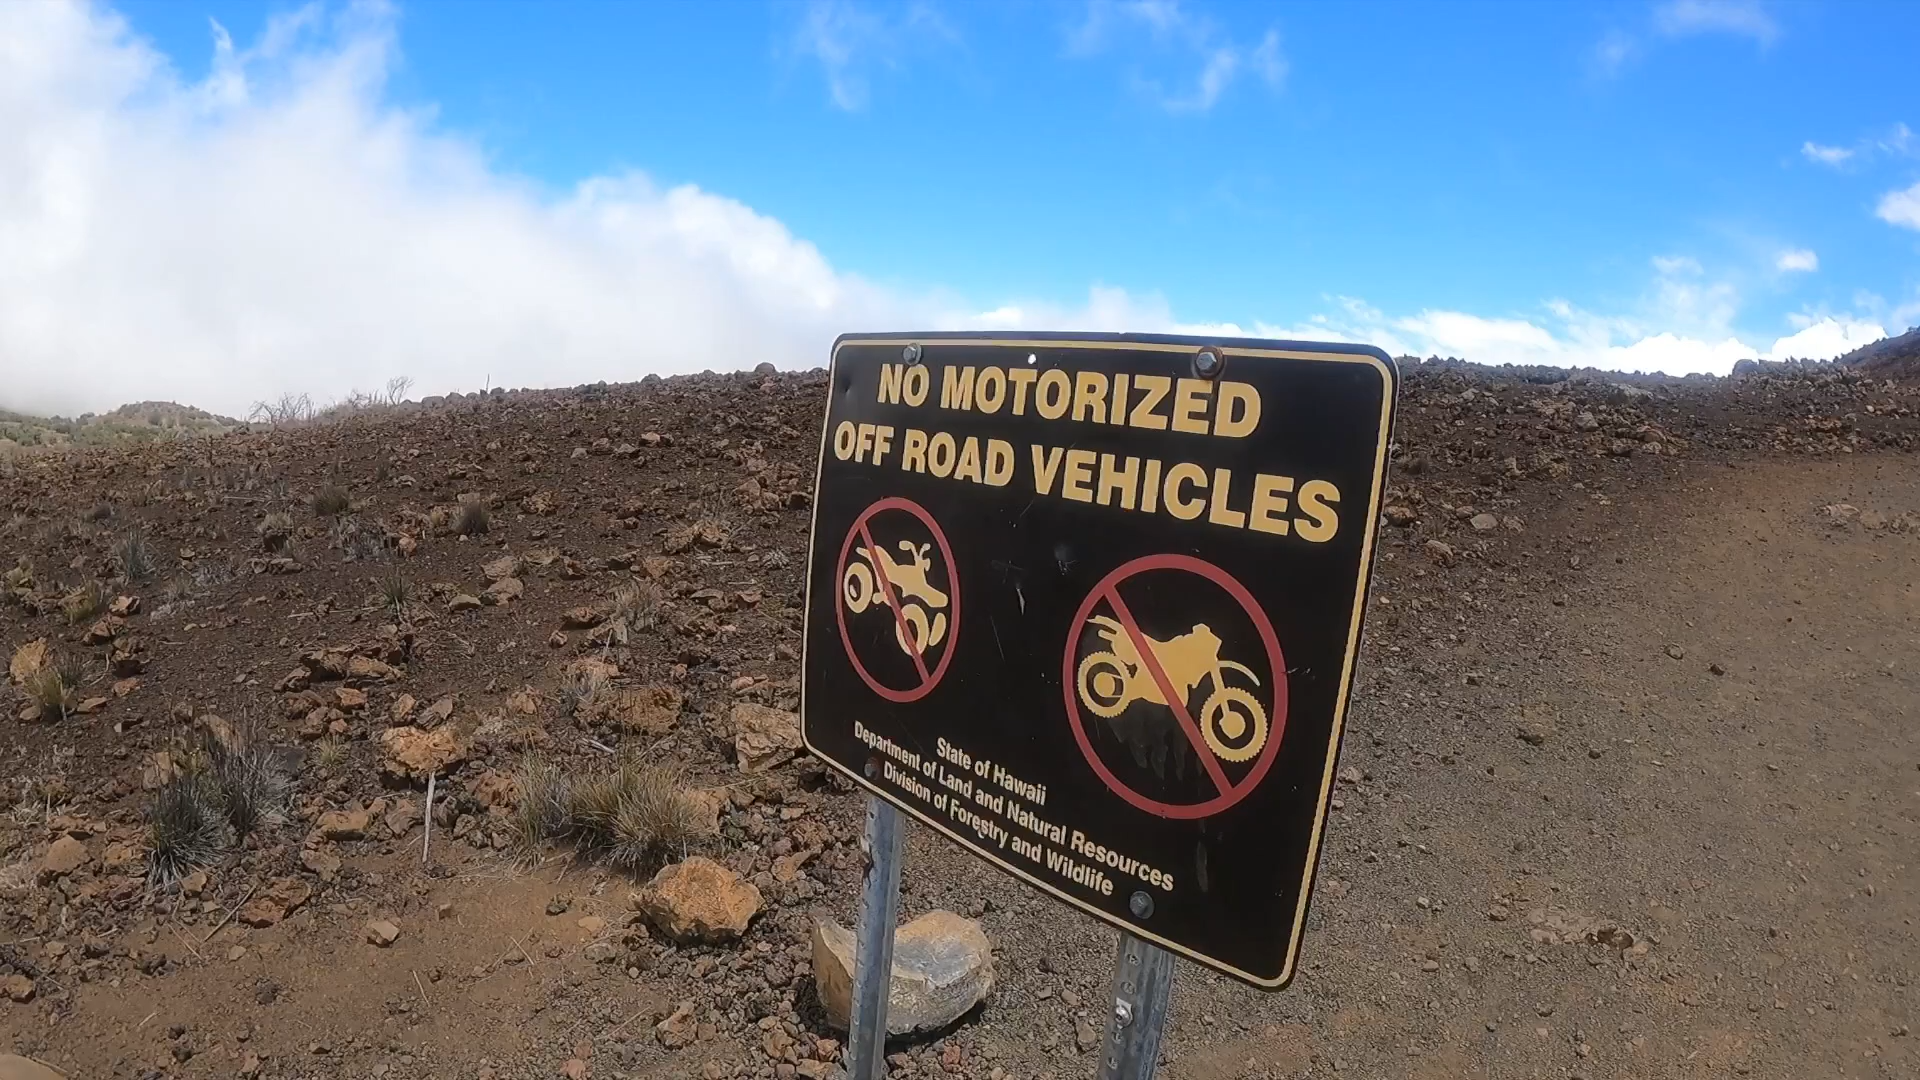 NO MOTORIZED
OFF ROAD VEHICLES
State of Hawaii
Department of Land and Natural Resources
Division of Forestry and Wildlife